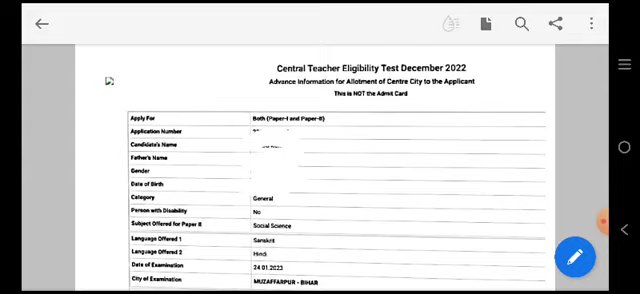 Central Teacher Eligibility Test December 2022
Advance Information for Allotment of Centre City to the Applicant
This is NOT the Admit Card
Apply For Both (Paper-I and Paper-II)
Application Number
Candidate's Name
Father's Name
Gender
Date of Birth
Category General
Person with Disability No
Subject Offered for Paper II Social Science
Language Offered 1 Sanskrit
Language Offered 2 Hindi
Date of Examination 24.01.2023
City of Examination MUZAFFARPUR - BIHAR